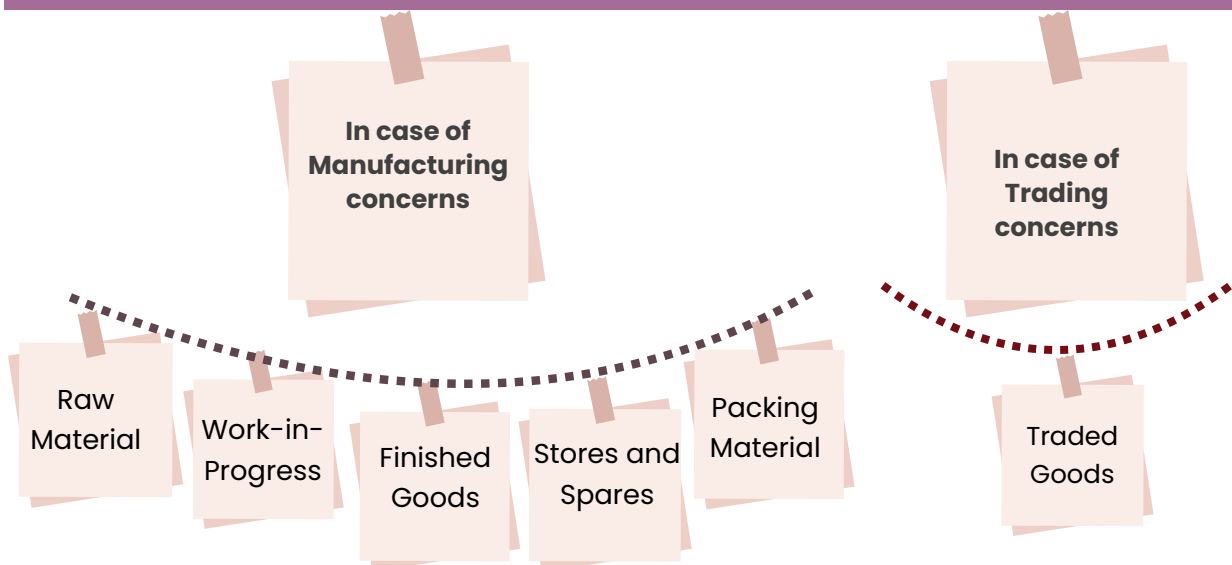 In case of
Manufacturing
concerns
In case of
Trading
concerns
Raw
Material
Work-in-
Progress
Finished
Goods
Stores and
Spares
Packing
Material
Traded
Goods